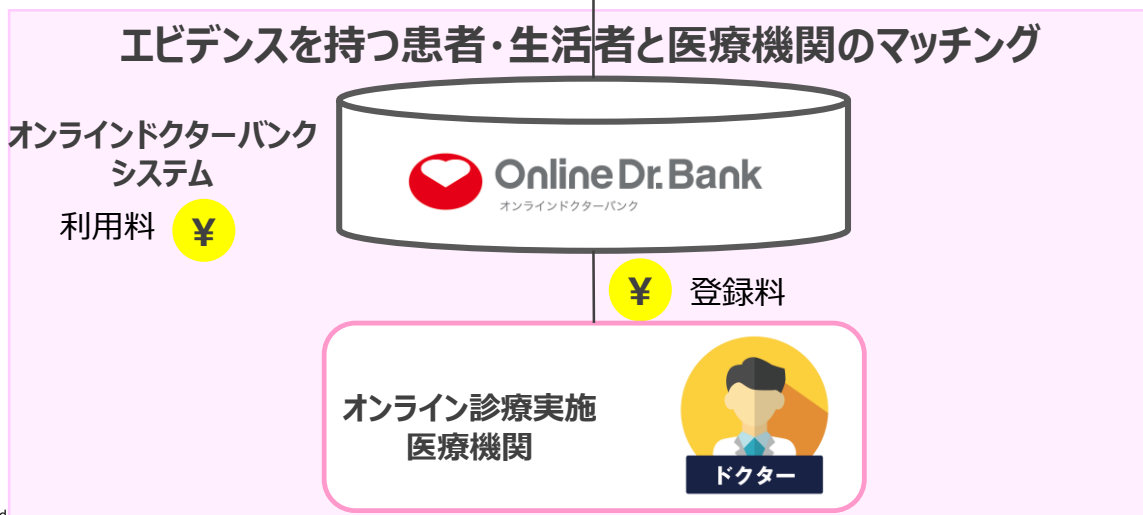 エビデンスを持つ患者・生活者と医療機関のマッチング
オンラインドクターバンク
システム
利用料 ¥
Online Dr. Bank
オンラインドクターバンク
¥ 登録料
オンライン診療実施
医療機関
ドクター
d